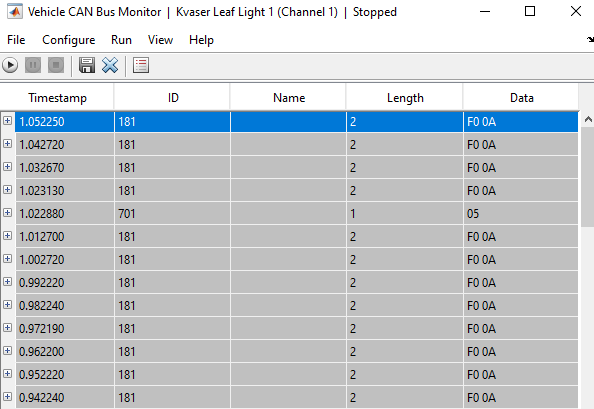 Vehicle CAN Bus Monitor | Kvaser Leaf Light 1 (Channel 1) | Stopped
File Configure Run View Help
Timestamp ID Name Length Data
1.052250 181 2 F0 0A
1.042720 181 2 F0 0A
1.032670 181 2 F0 0A
1.023130 181 2 F0 0A
1.022880 701 1 05
1.012700 181 2 F0 0A
1.002720 181 2 F0 0A
0.992220 181 2 F0 0A
0.982240 181 2 F0 0A
0.972190 181 2 F0 0A
0.962200 181 2 F0 0A
0.952220 181 2 F0 0A
0.942240 181 2 F0 0A